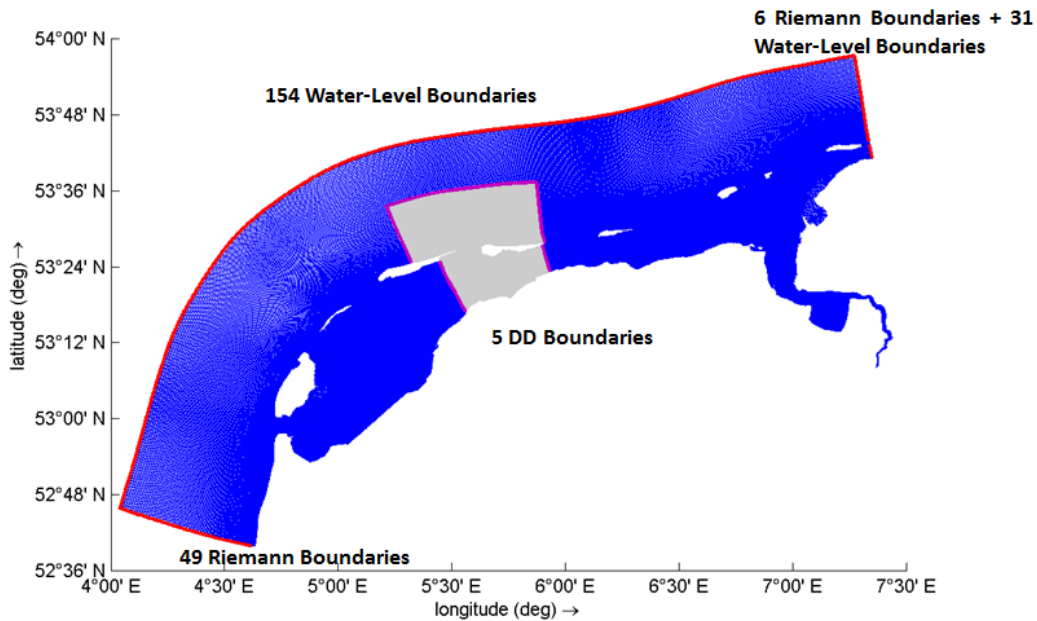 6 Riemann Boundaries + 31
Water-Level Boundaries
154 Water-Level Boundaries
5 DD Boundaries
49 Riemann Boundaries
latitude (deg) →
54°00' N
53°48' N
53°36' N
53°24' N
53°12' N
53°00' N
52°48' N
52°36' N
4°00' E 4°30' E 5°00' E 5°30' E 6°00' E 6°30' E 7°00' E 7°30' E
longitude (deg) →